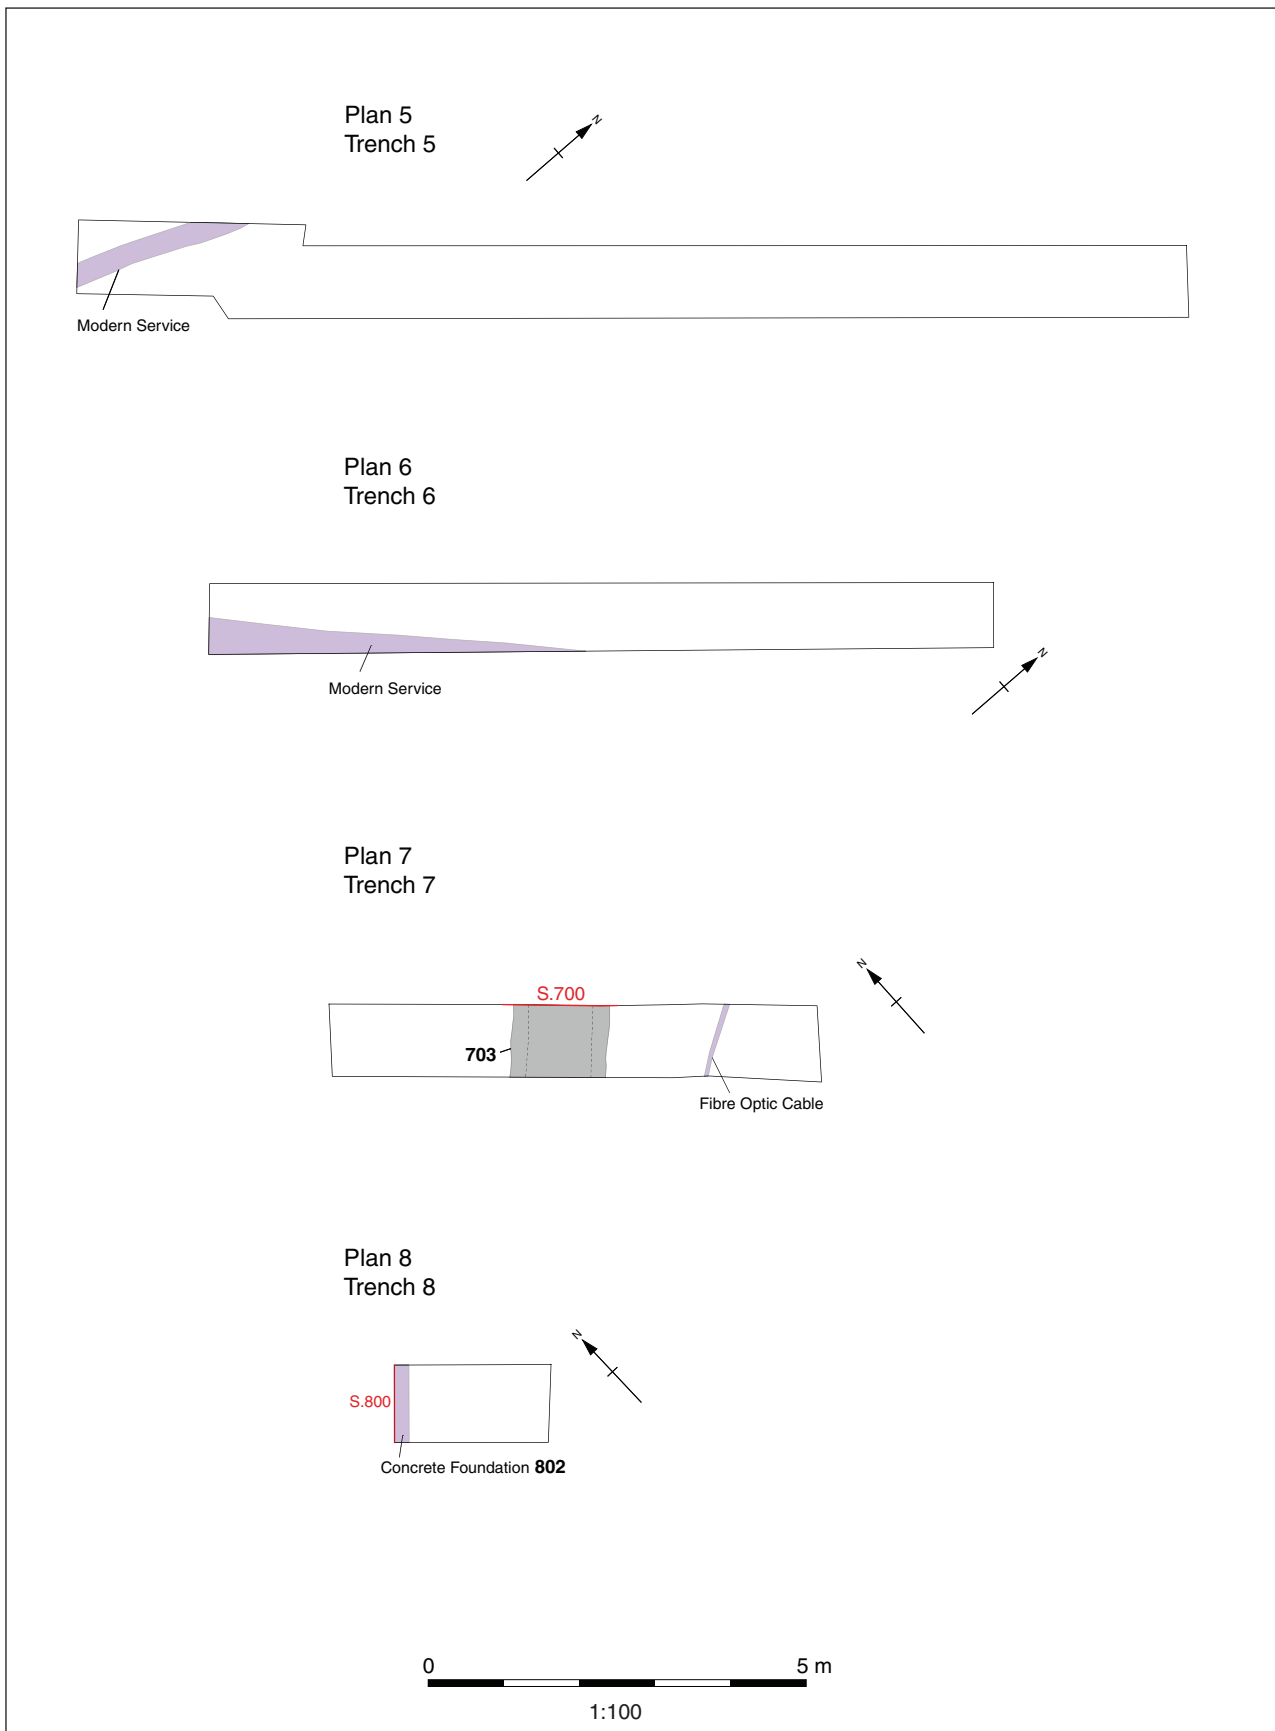 Plan 5
Trench 5
N
Modern Service
Plan 6
Trench 6
Modern Service
N
Plan 7
Trench 7
N
S.700
703
Fibre Optic Cable
Plan 8
Trench 8
N
S.800
Concrete Foundation 802
0 5 m
1:100